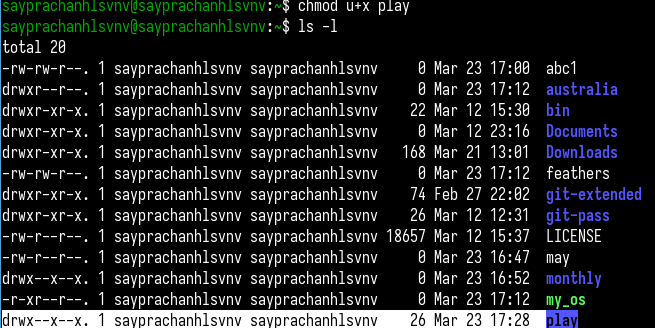 sayprachanhlsvnv@sayprachanhlsvnv:~$ chmod u+x play
sayprachanhlsvnv@sayprachanhlsvnv:~$ ls -l
total 20
-rw-rw-r--. 1 sayprachanhlsvnv sayprachanhlsvnv 0 Mar 23 17:00 abc1
drwxr--r--. 1 sayprachanhlsvnv sayprachanhlsvnv 0 Mar 23 17:12 australia
drwxr-xr-x. 1 sayprachanhlsvnv sayprachanhlsvnv 22 Mar 12 15:30 bin
drwxr-xr-x. 1 sayprachanhlsvnv sayprachanhlsvnv 0 Mar 12 23:16 Documents
drwxr-xr-x. 1 sayprachanhlsvnv sayprachanhlsvnv 168 Mar 21 13:01 Downloads
-rw-rw-r--. 1 sayprachanhlsvnv sayprachanhlsvnv 0 Mar 23 17:12 feathers
drwxr-xr-x. 1 sayprachanhlsvnv sayprachanhlsvnv 74 Feb 27 22:02 git-extended
drwxr-xr-x. 1 sayprachanhlsvnv sayprachanhlsvnv 26 Mar 12 12:31 git-pass
-rw-r--r--. 1 sayprachanhlsvnv sayprachanhlsvnv 18657 Mar 12 15:37 LICENSE
-rw-r--r--. 1 sayprachanhlsvnv sayprachanhlsvnv 0 Mar 23 16:47 may
drwx--x--x. 1 sayprachanhlsvnv sayprachanhlsvnv 0 Mar 23 16:52 monthly
-r-xr--r--. 1 sayprachanhlsvnv sayprachanhlsvnv 0 Mar 23 17:12 my_os
drwx--x--x. 1 sayprachanhlsvnv sayprachanhlsvnv 26 Mar 23 17:28 play